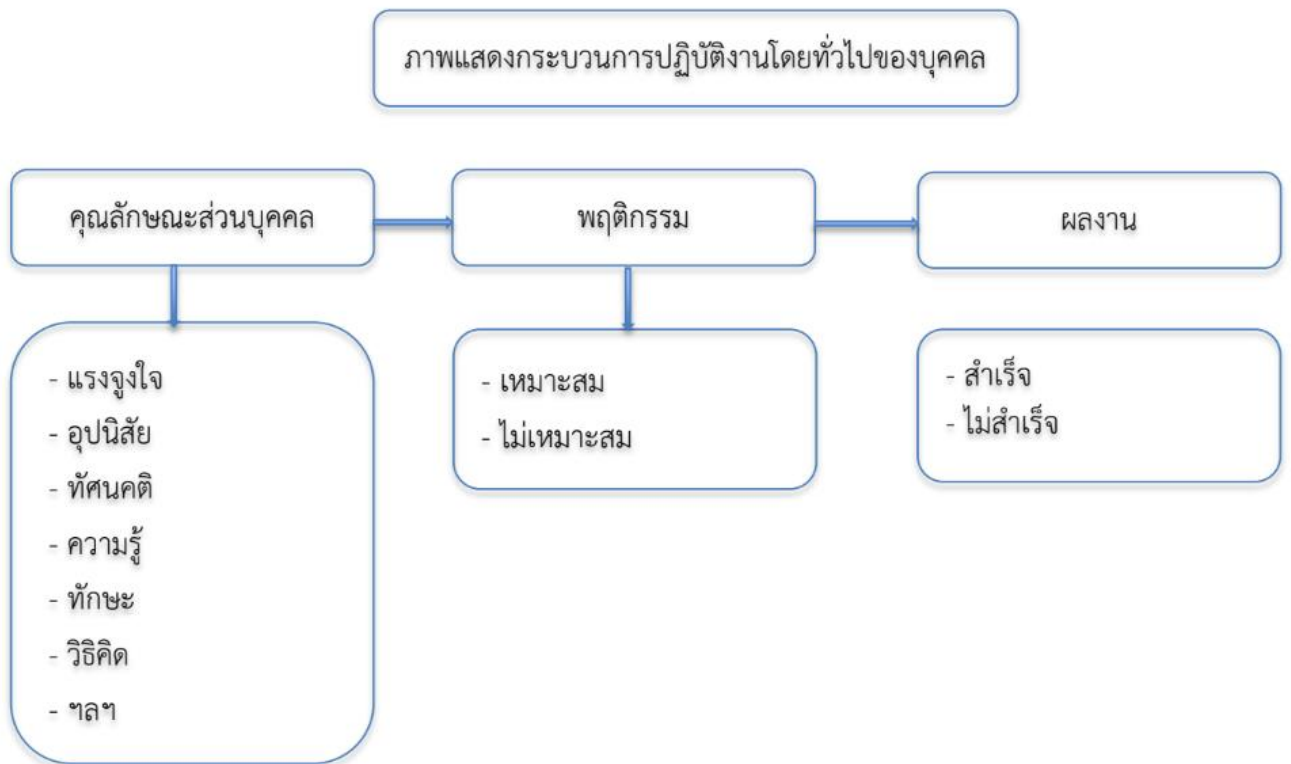 ภาพแสดงกระบวนการปฏิบัติงานโดยทั่วไปของบุคคล
คุณลักษณะส่วนบุคคล
พฤติกรรม
ผลงาน
- แรงจูงใจ
- อุปนิสัย
- ทัศนคติ
- ความรู้
- ทักษะ
- วิธิคิด
- ฯลฯ
- เหมาะสม
- ไม่เหมาะสม
- สำเร็จ
- ไม่สำเร็จ